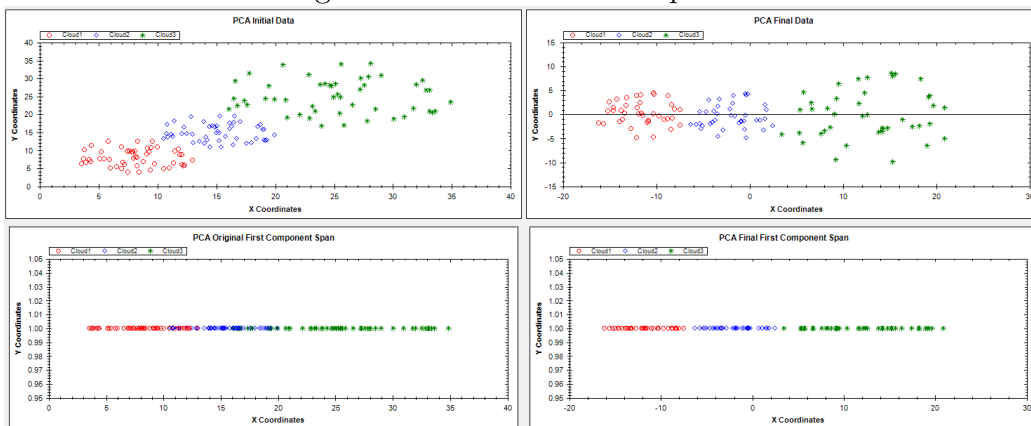 PCA Initial Data
Cloud1 Cloud2 Cloud3
Y Coordinates
40
35
30
25
20
15
10
5
0
0 5 10 15 20 25 30 35 40
X Coordinates
PCA Final Data
Cloud1 Cloud2 Cloud3
Y Coordinates
15
10
5
0
-5
-10
-15
-20 -10 0 10 20 30
X Coordinates
PCA Original First Component Span
Cloud1 Cloud2 Cloud3
Y Coordinates
1.05
1.04
1.03
1.02
1.01
1.00
0.99
0.98
0.97
0.96
0.95
0 5 10 15 20 25 30 35 40
X Coordinates
PCA Final First Component Span
Cloud1 Cloud2 Cloud3
Y Coordinates
1.05
1.04
1.03
1.02
1.01
1.00
0.99
0.98
0.97
0.96
0.95
-20 -10 0 10 20 30
X Coordinates